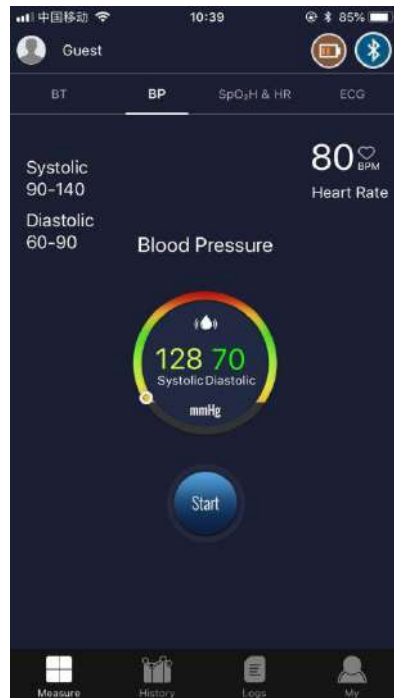 中国移动 10:39 85%
Guest
BT BP SpO₂H & HR ECG
80 BPM
Heart Rate
Systolic
90-140
Diastolic
60-90
Blood Pressure
128 70
Systolic Diastolic
mmHg
Start
Measure History Logs My